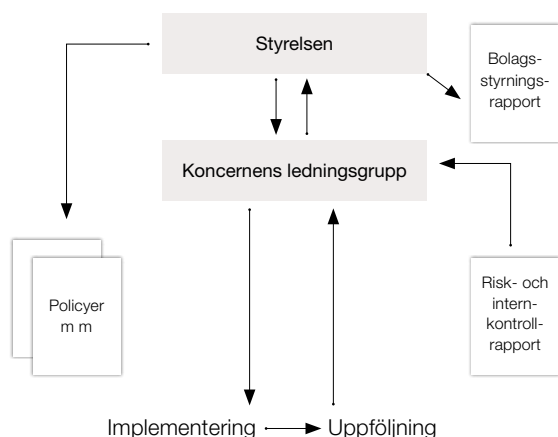 Styrelsen
Bolags-
styrnings-
rapport
Koncernens ledningsgrupp
Policyer
m m
Risk- och
intern-
kontroll-
rapport
Implementering
Uppföljning